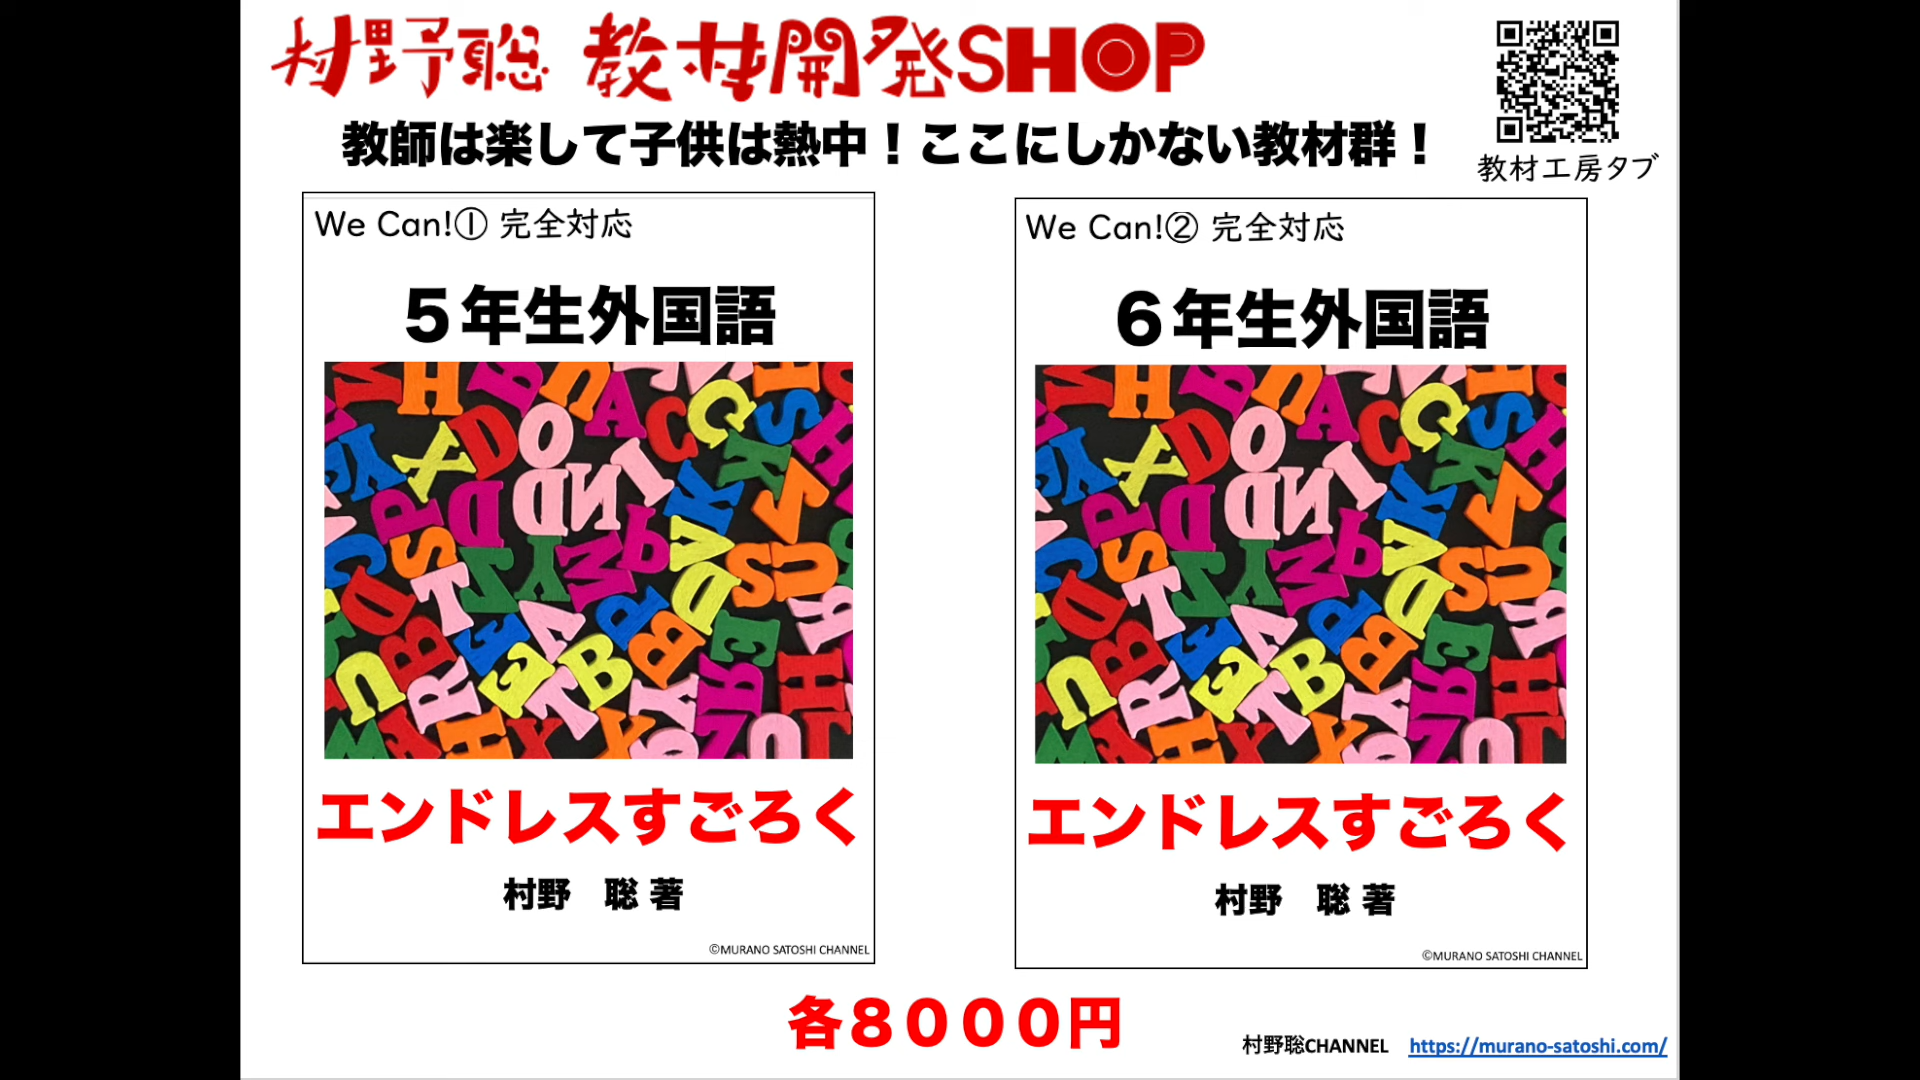 村野聡 教材開発SHOP
教師は楽して子供は熱中！ここにしかない教材群！
教材工房タブ
We Can!① 完全対応
５年生外国語
エンドレスすごろく
村野　聡 著
©MURANO SATOSHI CHANNEL
We Can!② 完全対応
６年生外国語
エンドレスすごろく
村野　聡 著
©MURANO SATOSHI CHANNEL
各８０００円
村野聡CHANNEL https://murano-satoshi.com/